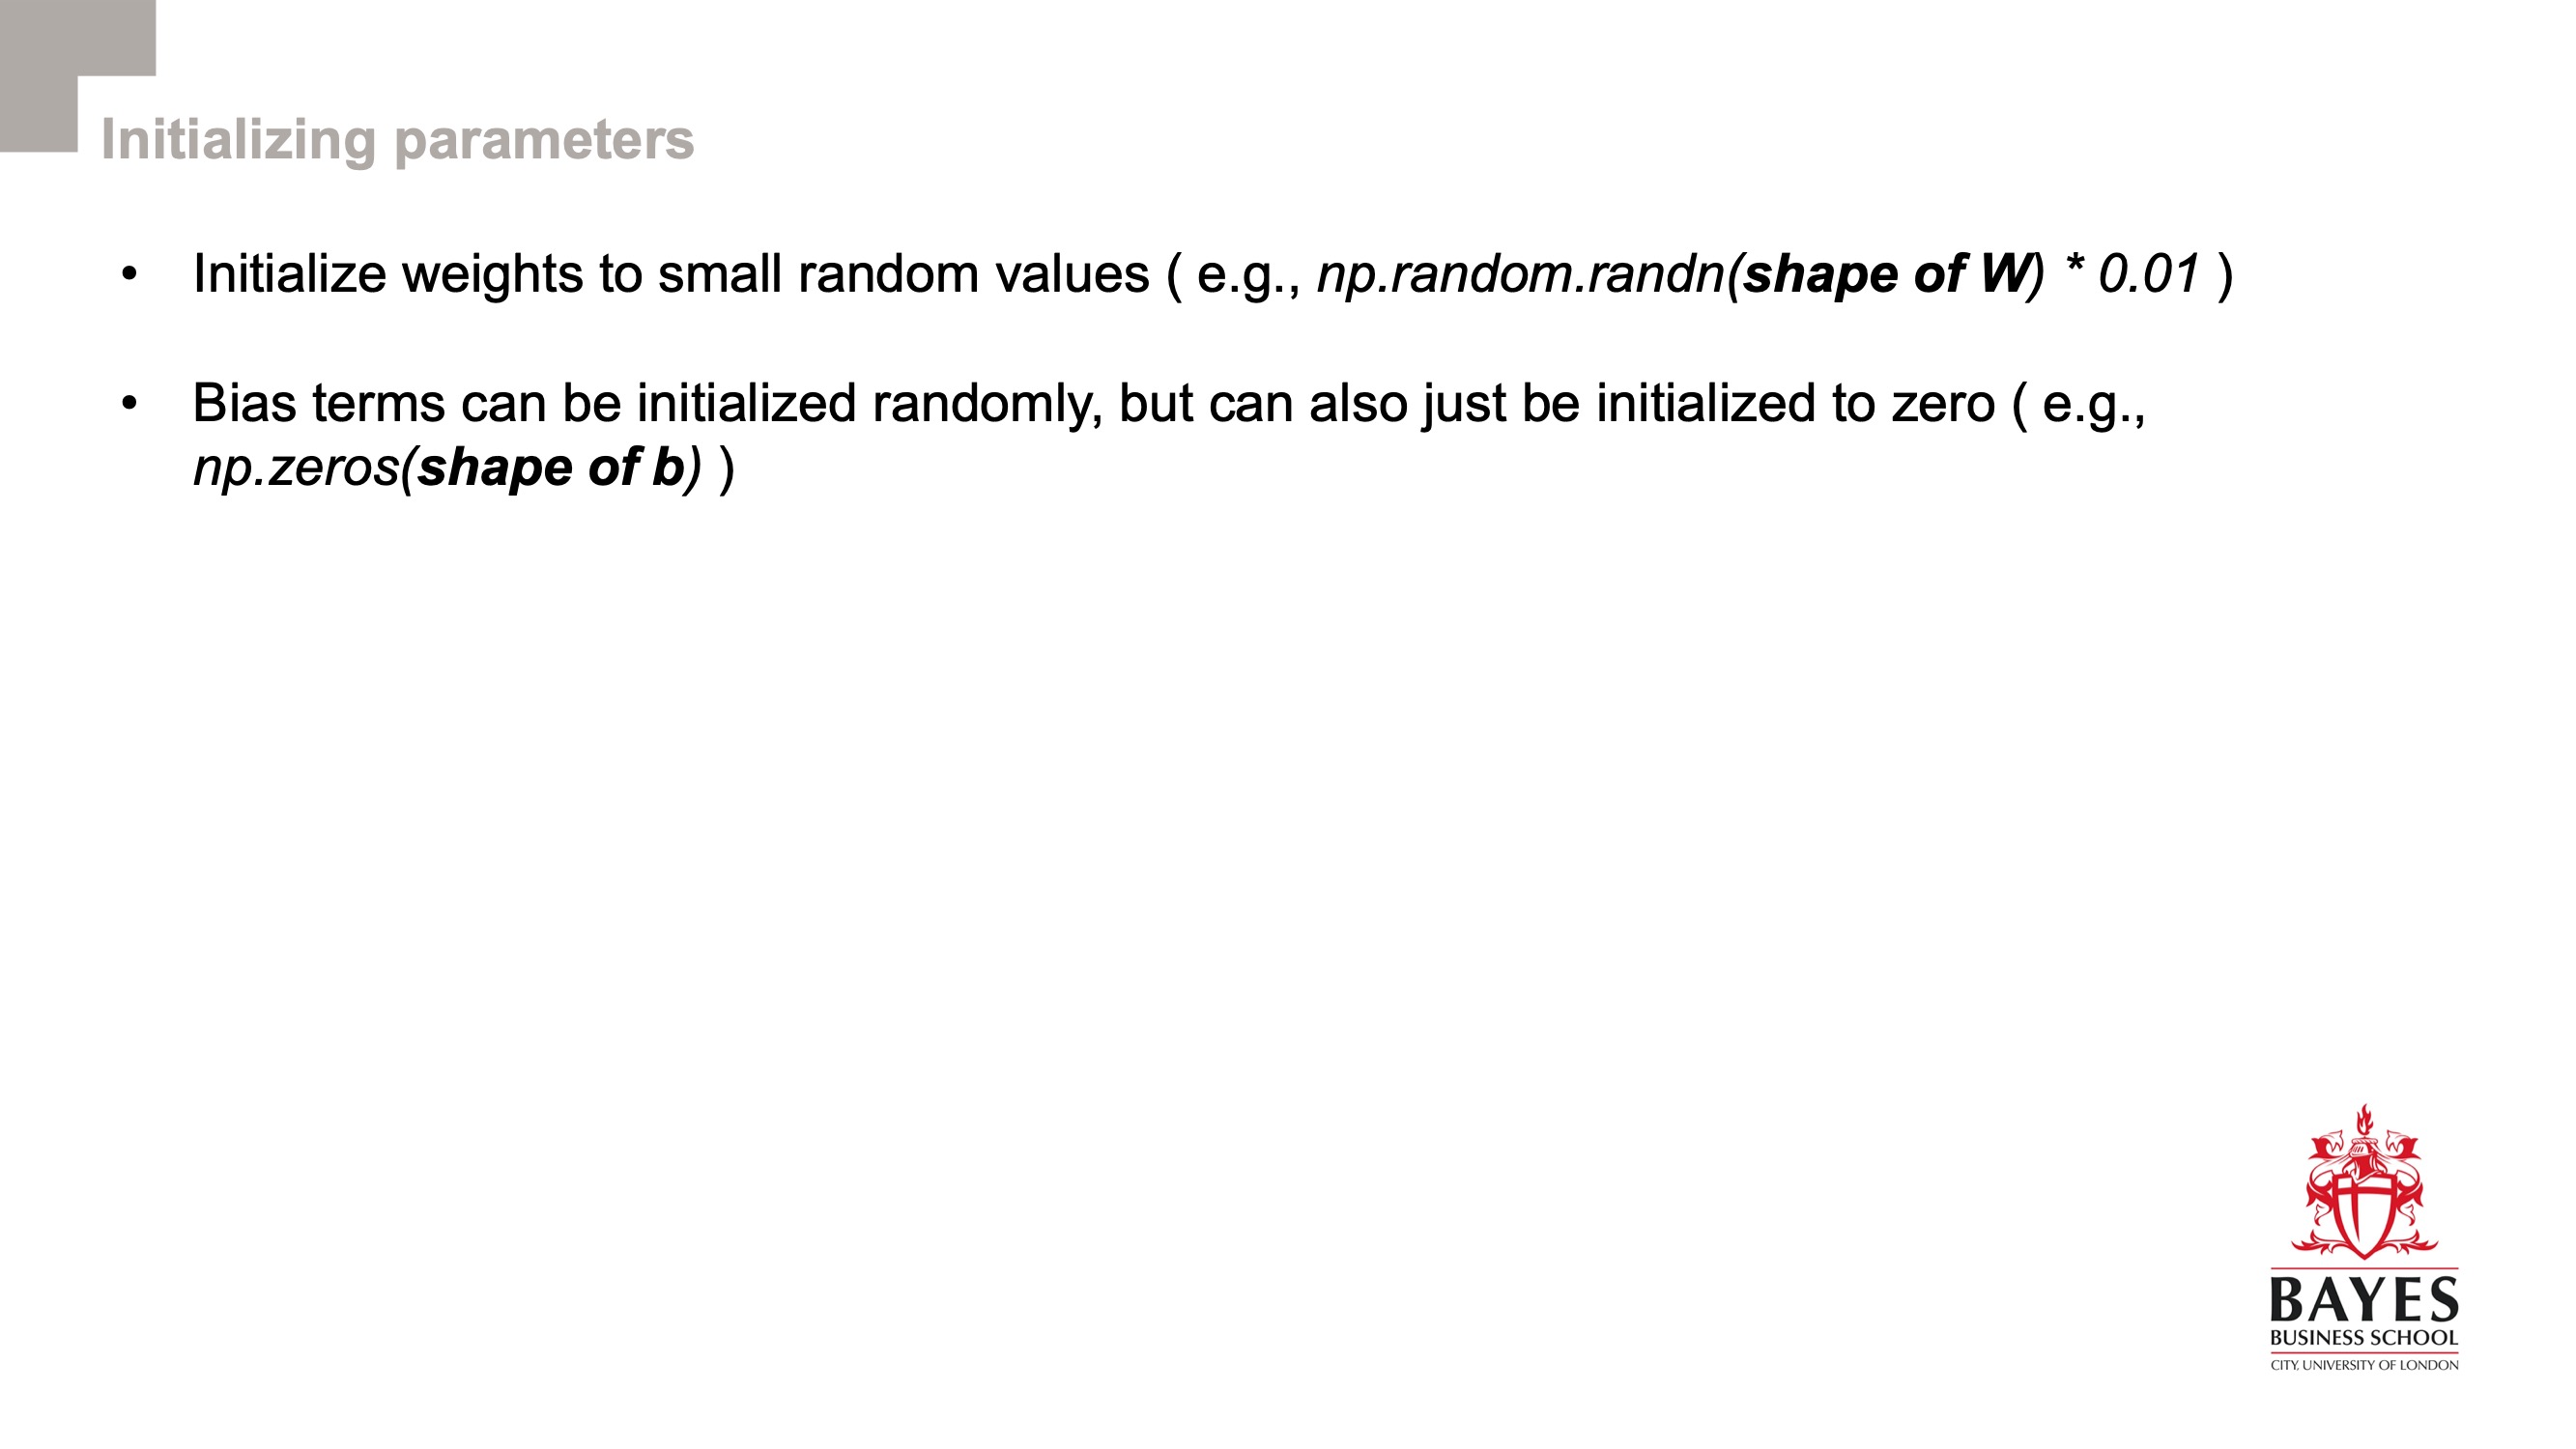 Initializing parameters
• Initialize weights to small random values ( e.g., np.random.randn(shape of W) * 0.01 )
• Bias terms can be initialized randomly, but can also just be initialized to zero ( e.g.,
np.zeros(shape of b) )
BAYES
BUSINESS SCHOOL
CITY, UNIVERSITY OF LONDON